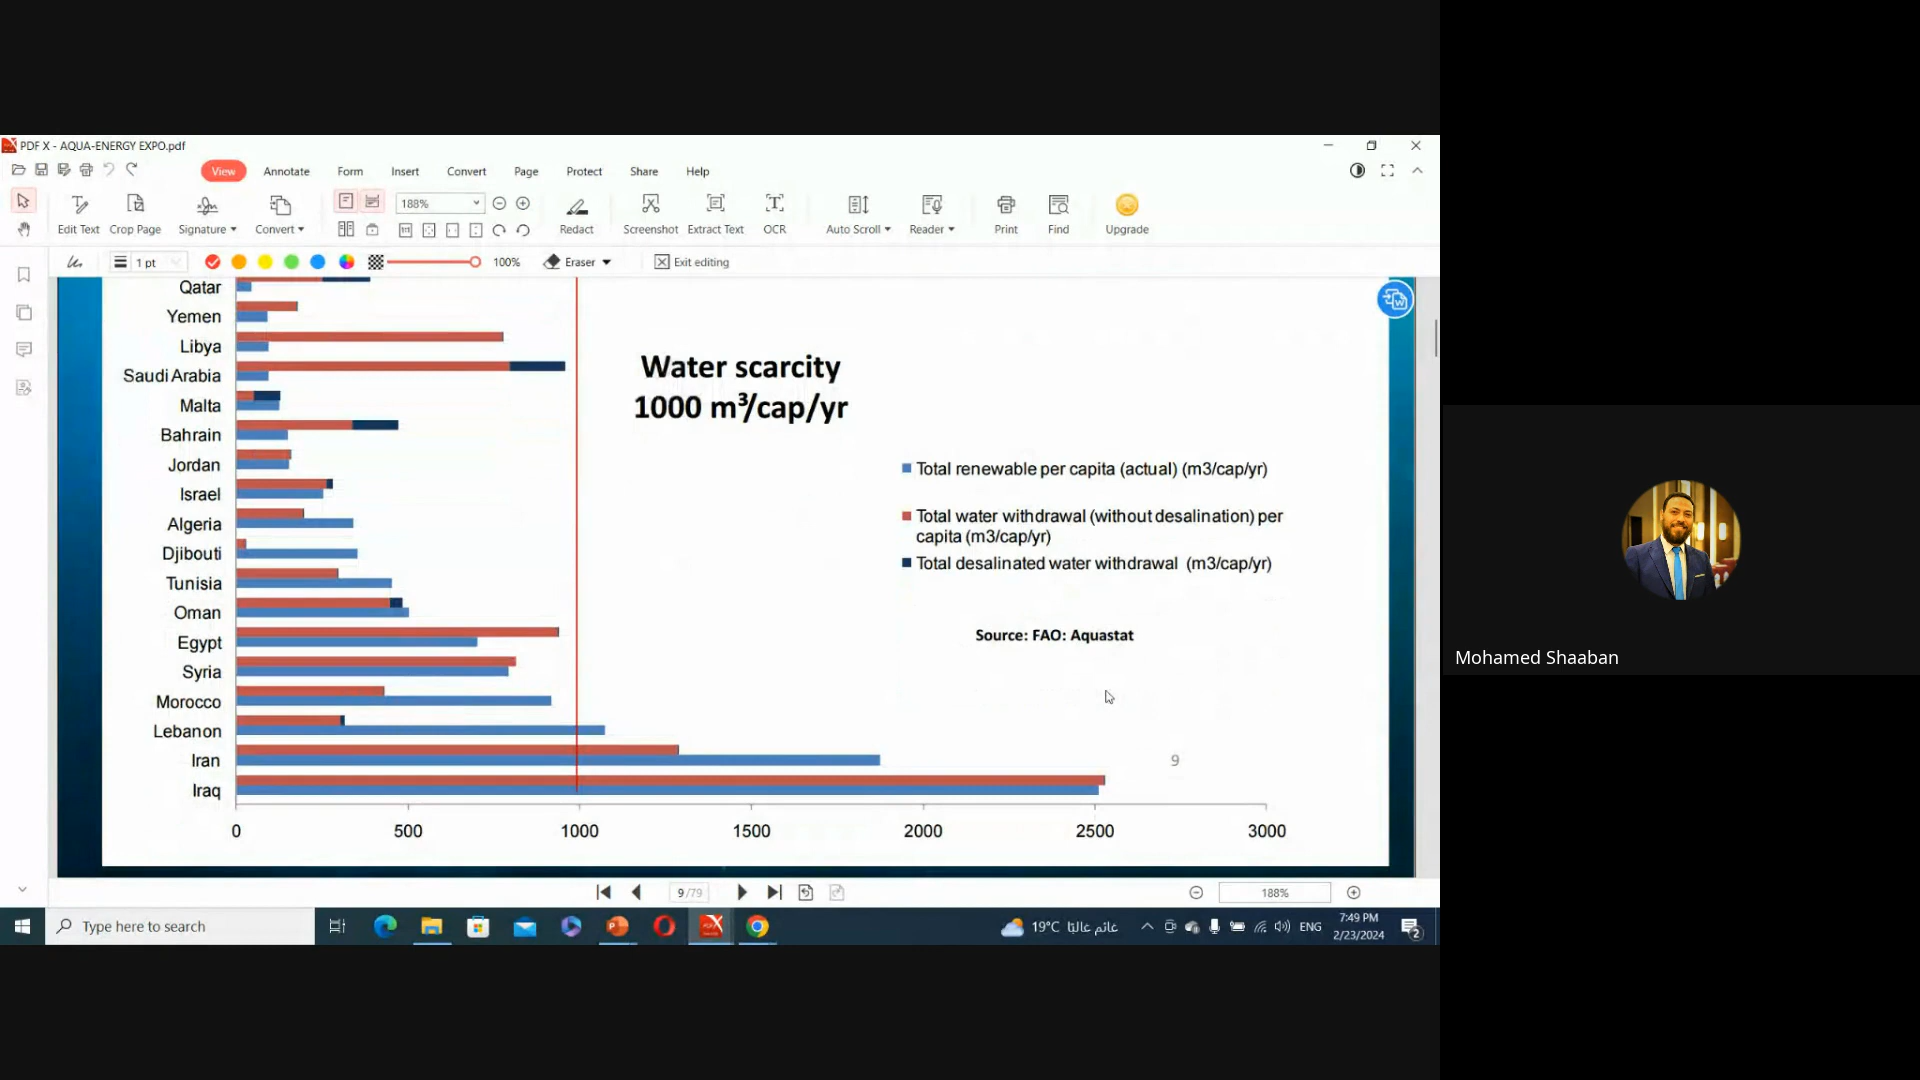 PDF X - AQUA-ENERGY EXPO.pdf
View Annotate Form Insert Convert Page Protect Share Help
188%
Edit Text Crop Page Signature Convert Redact Screenshot Extract Text OCR Auto Scroll Reader Print Find Upgrade
1 pt 100% Eraser Exit editing
Qatar
Yemen
Libya
Saudi Arabia
Malta
Bahrain
Jordan
Israel
Algeria
Djibouti
Tunisia
Oman
Egypt
Syria
Morocco
Lebanon
Iran
Iraq
0 500 1000 1500 2000 2500 3000
Water scarcity
1000 m³/cap/yr
Total renewable per capita (actual) (m3/cap/yr)
Total water withdrawal (without desalination) per
capita (m3/cap/yr)
Total desalinated water withdrawal (m3/cap/yr)
Source: FAO: Aquastat
9
9/79
188%
Type here to search
19°C غائم غالبًا
ENG
7:49 PM
2/23/2024
2
Mohamed Shaaban